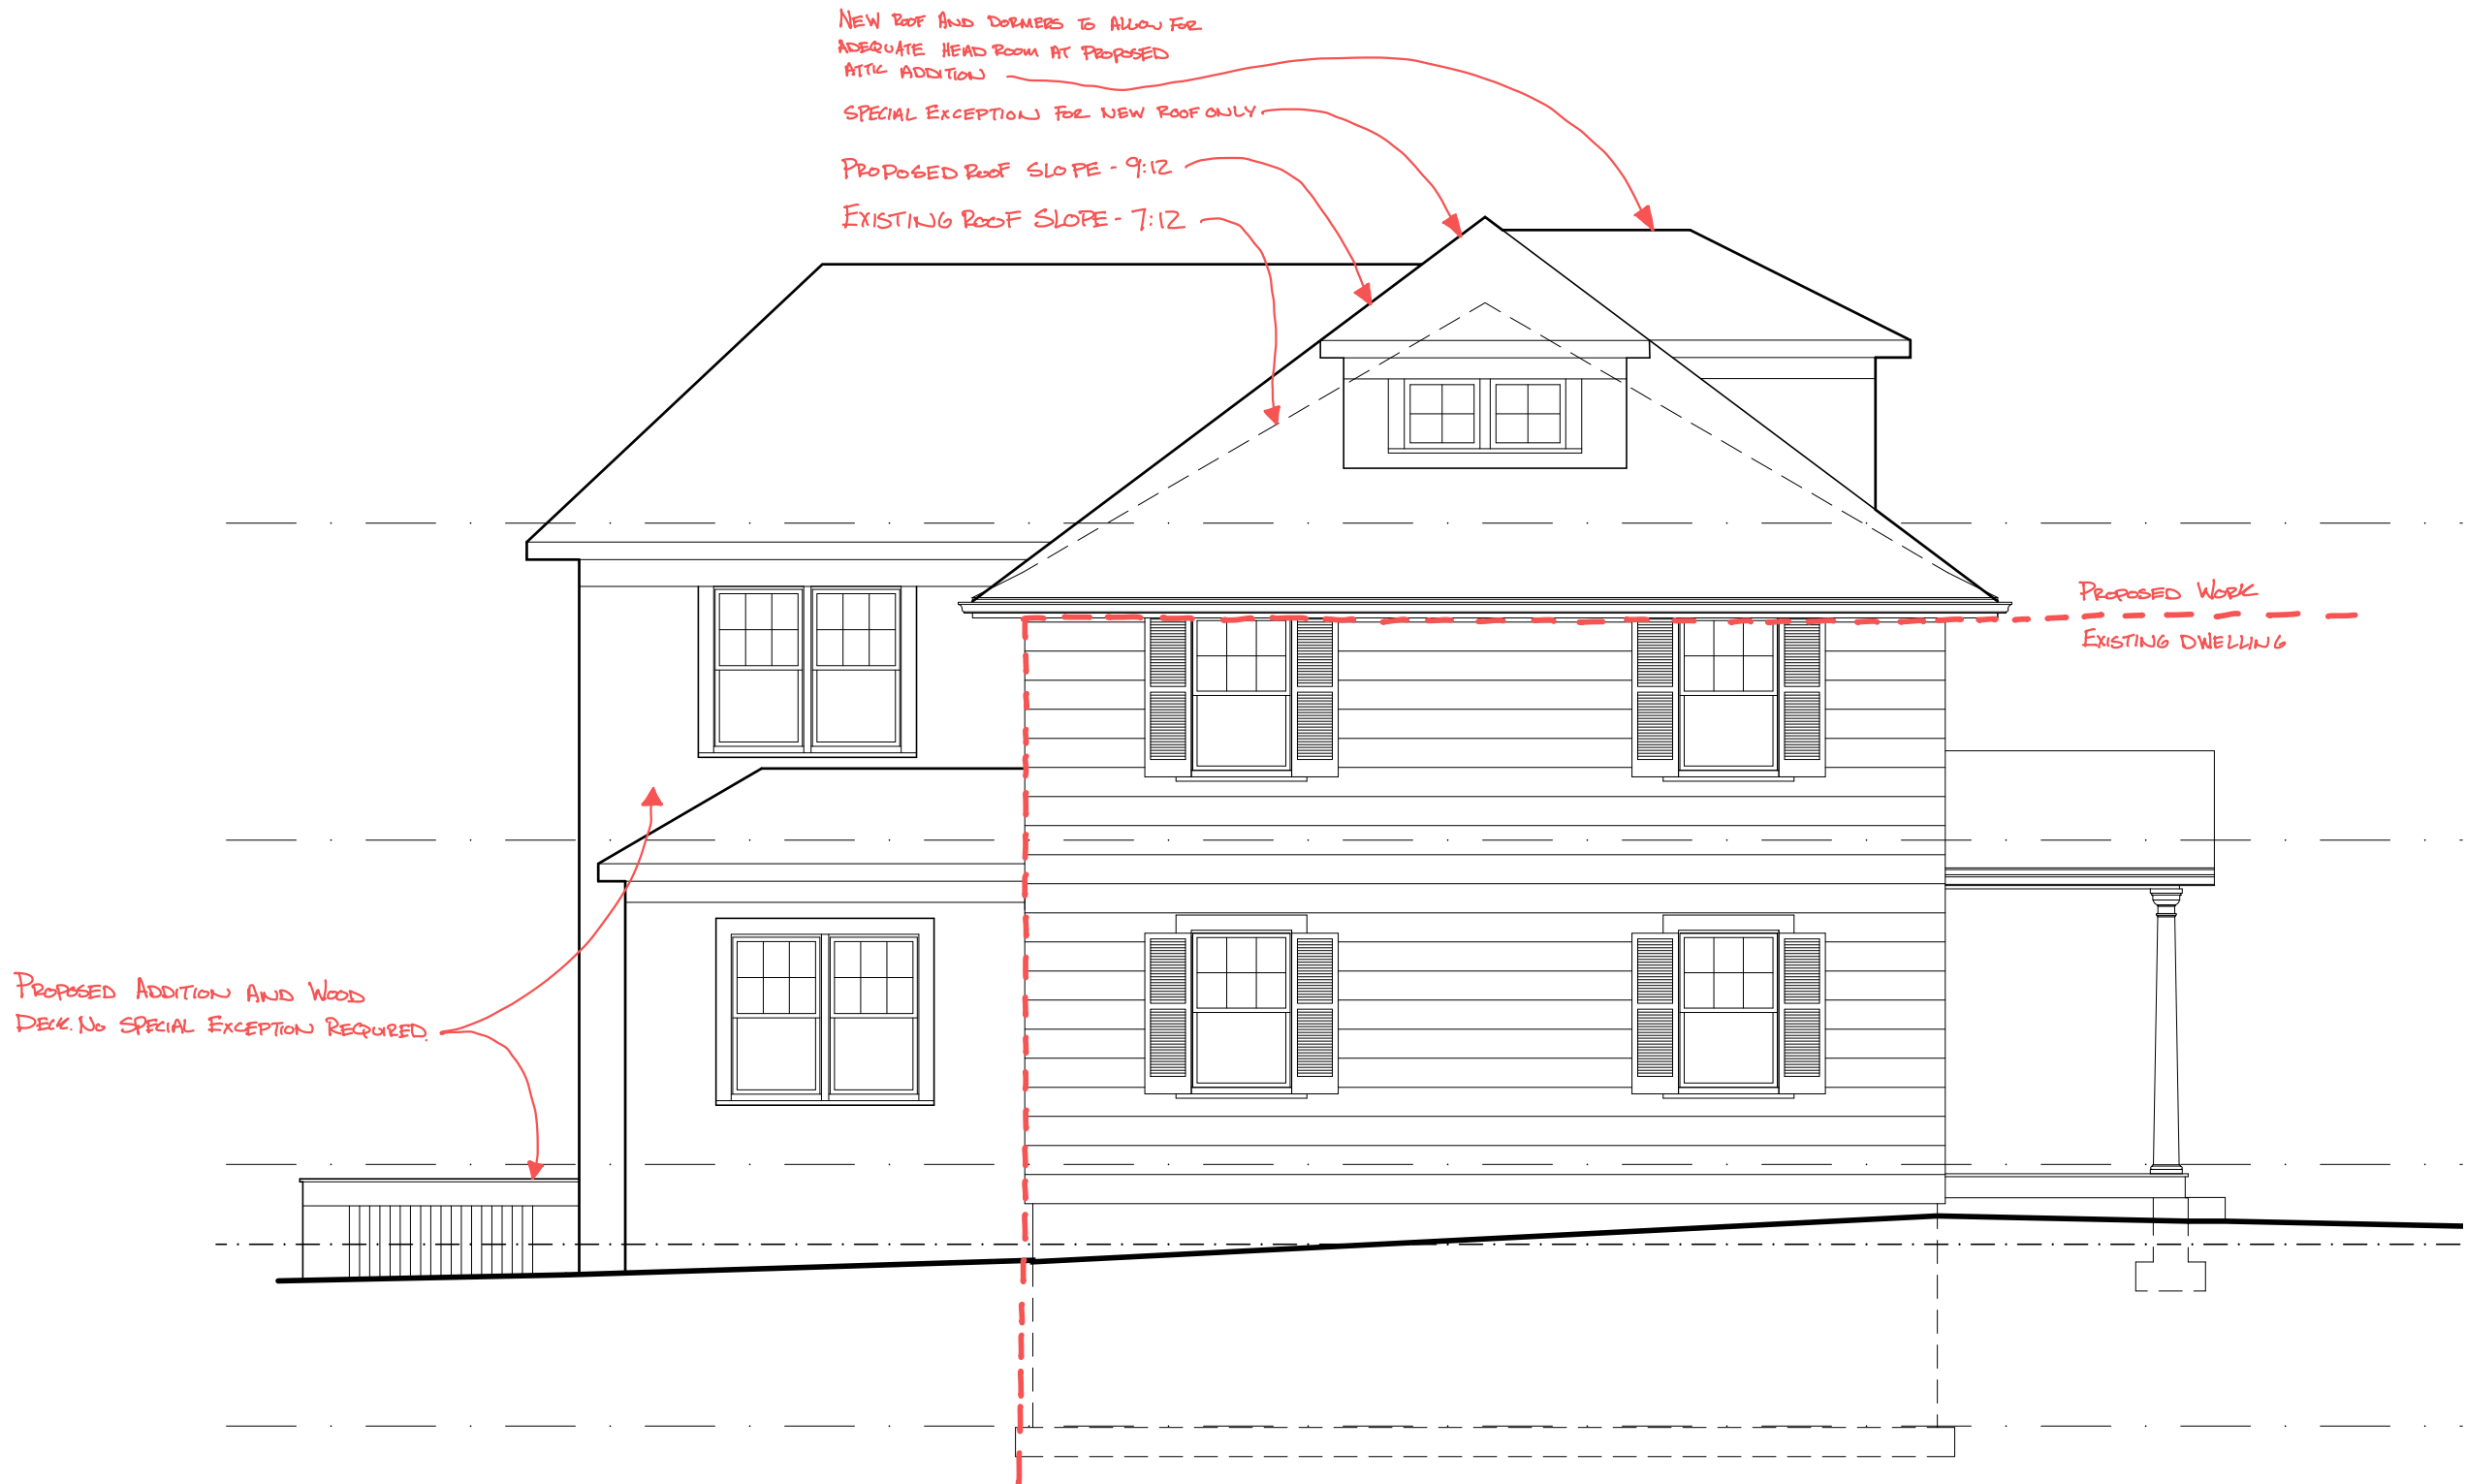 NEW ROOF AND DORMERS TO ALLOW FOR
ADEQUATE HEAD ROOM AT PROPOSED
ATTIC ADDITION
SPECIAL EXCEPTION FOR NEW ROOF ONLY
PROPOSED ROOF SLOPE - 9:12
EXISTING ROOF SLOPE - 7:12
PROPOSED WORK
EXISTING DWELLING
PROPOSED ADDITION AND WOOD
DECK. NO SPECIAL EXCEPTION REQUIRED.